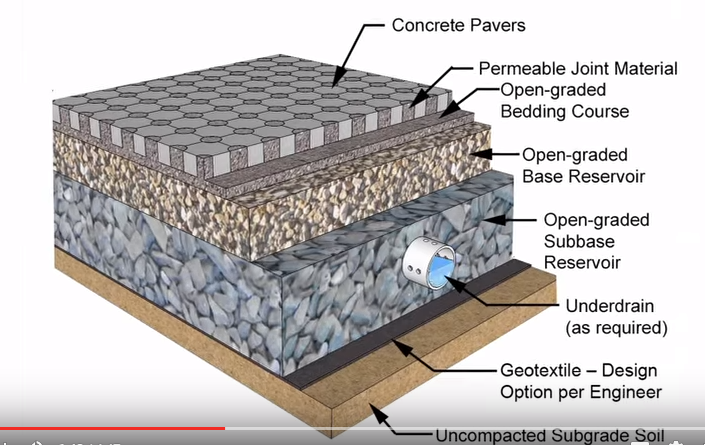 Concrete Pavers
Permeable Joint Material
Open-graded
Bedding Course
Open-graded
Base Reservoir
Open-graded
Subbase
Reservoir
Underdrain
(as required)
Geotextile – Design
Option per Engineer
Uncompacted Subgrade Soil